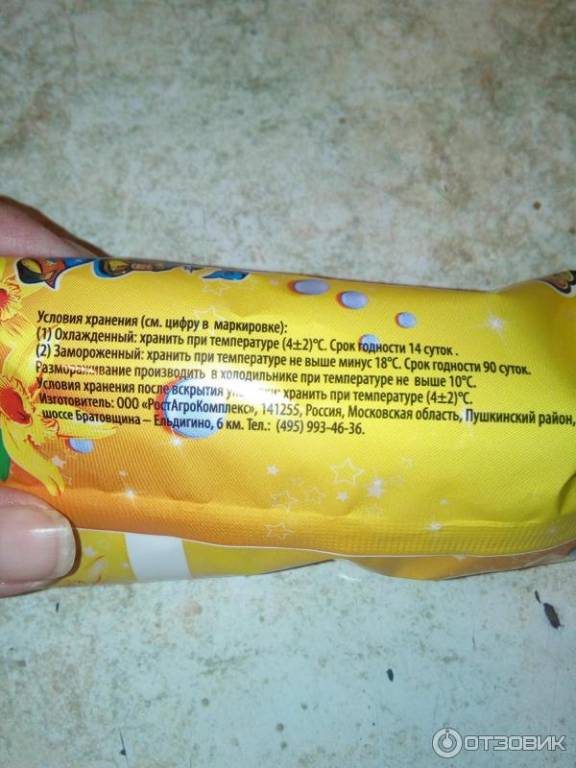 Условия хранения (см. цифру в маркировке):
(1) Охлажденный: хранить при температуре (4±2)°С. Срок годности 14 суток .
(2) Замороженный: хранить при температуре не выше минус 18°С. Срок годности 90 суток.
Размораживание производить в холодильнике при температуре не выше 10°С.
Условия хранения после вскрытия хранить при температуре (4±2)°С.
Изготовитель: ООО «РостАгроКомплекс», 141255, Россия, Московская область, Пушкинский район,
шоссе Братовщина – Ельдигино, 6 км. Тел.: (495) 993-46-36.
ОТЗОВИК